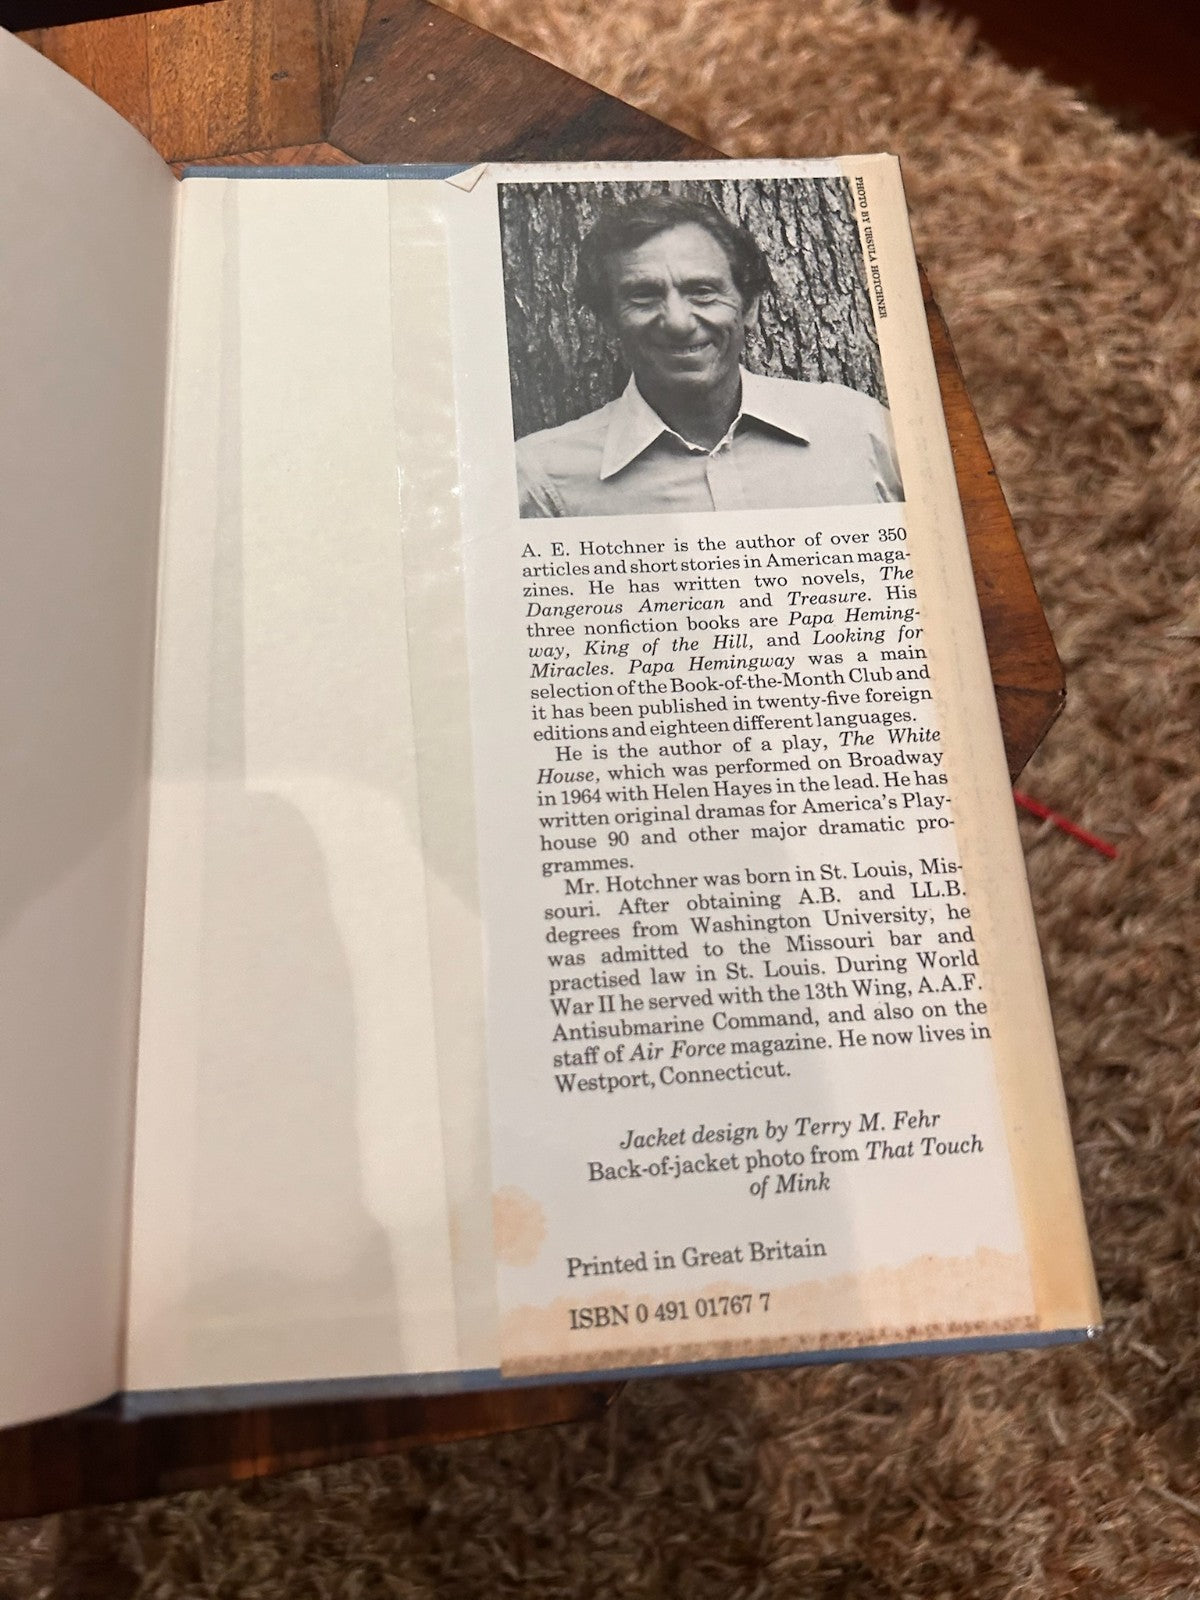 PHOTO BY URSULA HOTCHNER
A. E. Hotchner is the author of over 350
articles and short stories in American maga-
zines. He has written two novels, The
Dangerous American and Treasure. His
three nonfiction books are Papa Heming-
way, King of the Hill, and Looking for
Miracles. Papa Hemingway was a main
selection of the Book-of-the-Month Club and
it has been published in twenty-five foreign
editions and eighteen different languages.
He is the author of a play, The White
House, which was performed on Broadway
in 1964 with Helen Hayes in the lead. He has
written original dramas for America's Play-
house 90 and other major dramatic pro-
grammes.
Mr. Hotchner was born in St. Louis, Mis-
souri. After obtaining A.B. and LL.B.
degrees from Washington University, he
was admitted to the Missouri bar and
practised law in St. Louis. During World
War II he served with the 13th Wing, A.A.F.
Antisubmarine Command, and also on the
staff of Air Force magazine. He now lives in
Westport, Connecticut.
Jacket design by Terry M. Fehr
Back-of-jacket photo from That Touch
of Mink
Printed in Great Britain
ISBN 0 491 01767 7